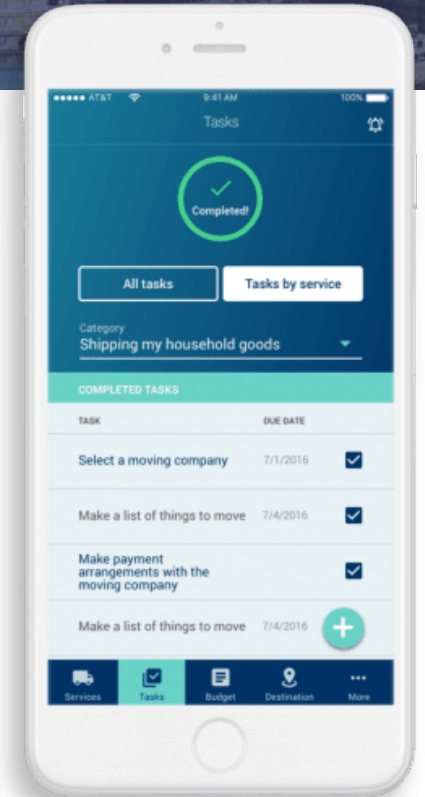 AT&T 9:41 AM 100%
Tasks
Completed!
All tasks Tasks by service
Category
Shipping my household goods
COMPLETED TASKS
TASK DUE DATE
Select a moving company 7/1/2016
Make a list of things to move 7/4/2016
Make payment
arrangements with the
moving company
Make a list of things to move 7/4/2016
Services Tasks Budget Destination More